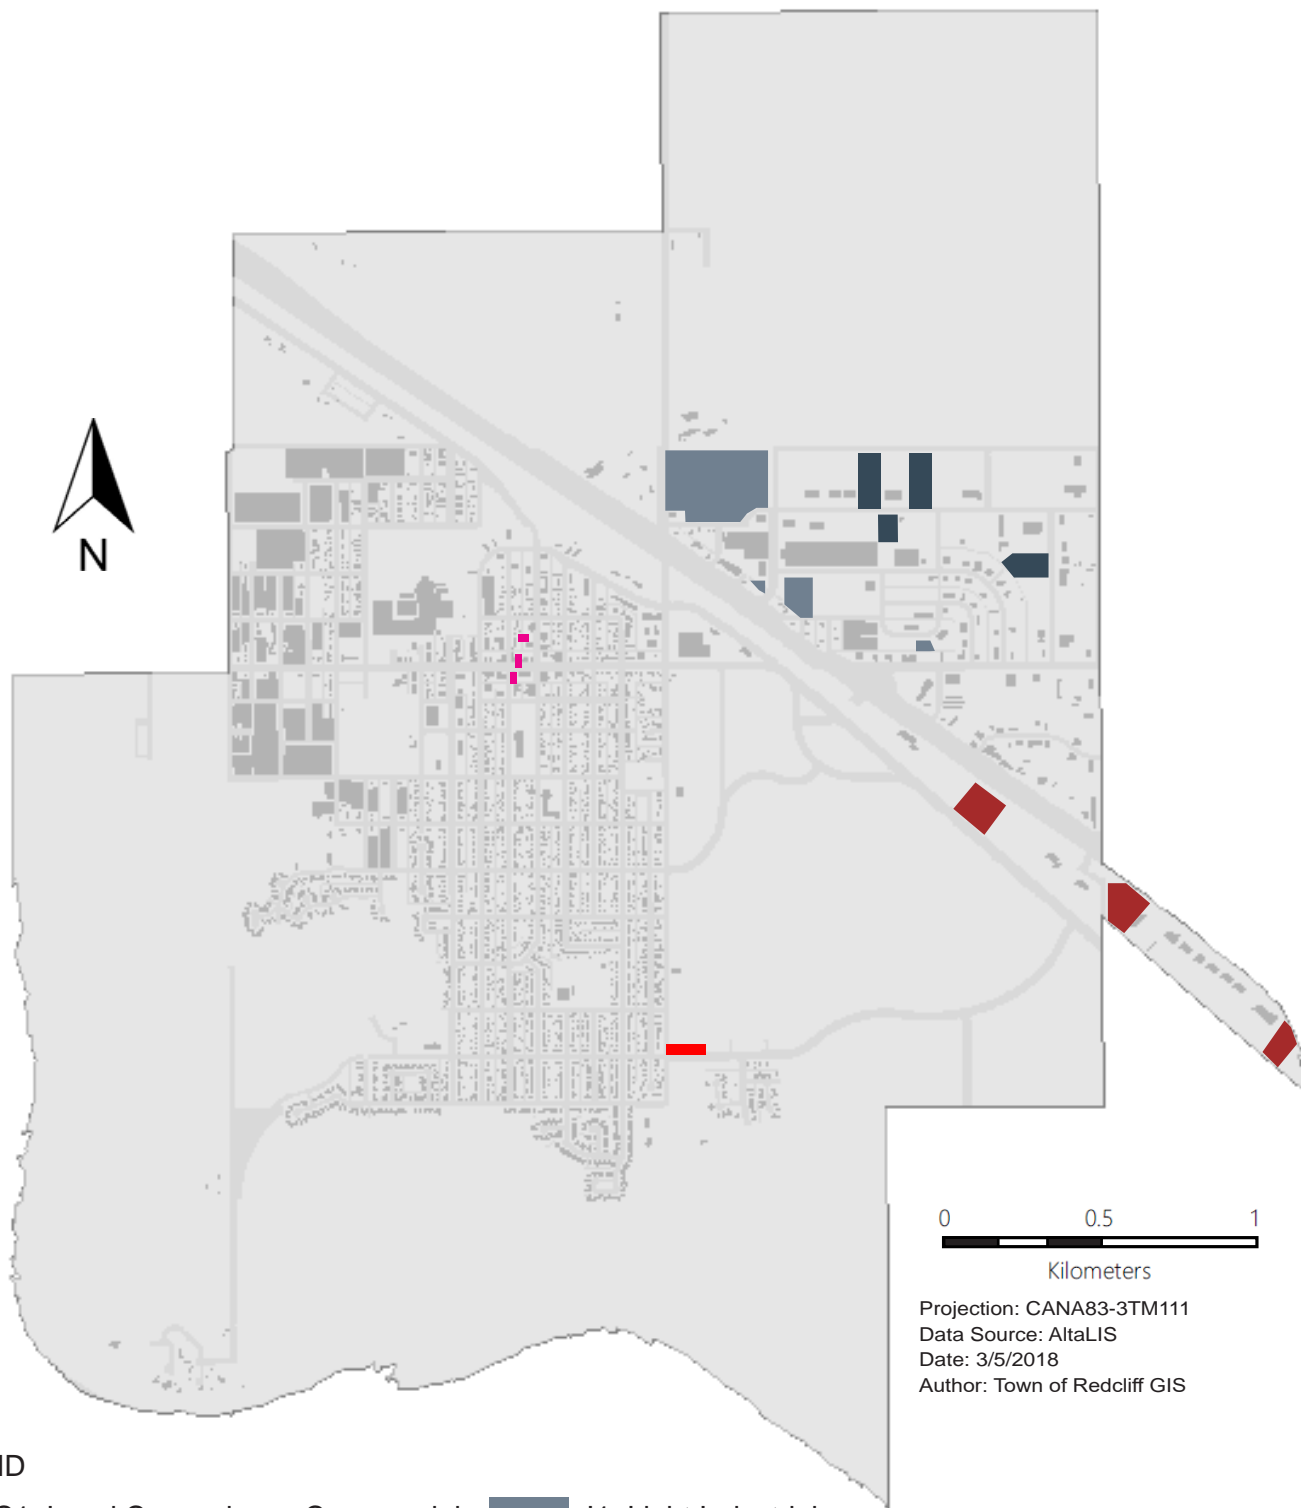 N
0 0.5 1
Kilometers
Projection: CANA83-3TM111
Data Source: AltaLIS
Date: 3/5/2018
Author: Town of Redcliff GIS
ND